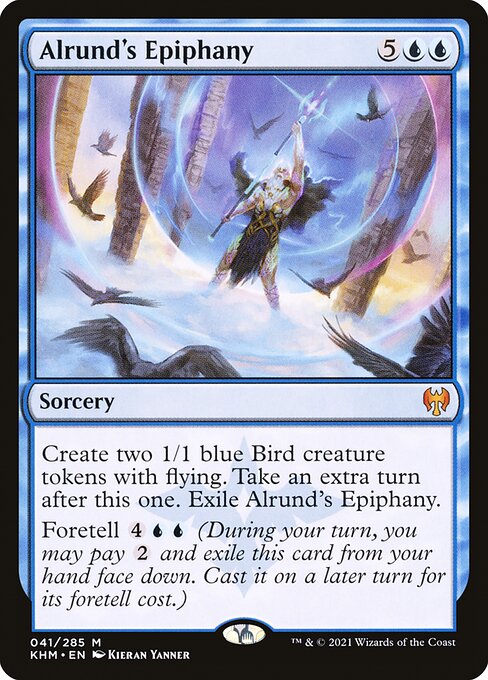 Alrund's Epiphany 5
Sorcery
Create two 1/1 blue Bird creature
tokens with flying. Take an extra turn
after this one. Exile Alrund's Epiphany.
Foretell 4 (During your turn, you
may pay 2 and exile this card from your
hand face down. Cast it on a later turn for
its foretell cost.)
041/285 M
KHM • EN Kieran Yanner
™ & © 2021 Wizards of the Coast